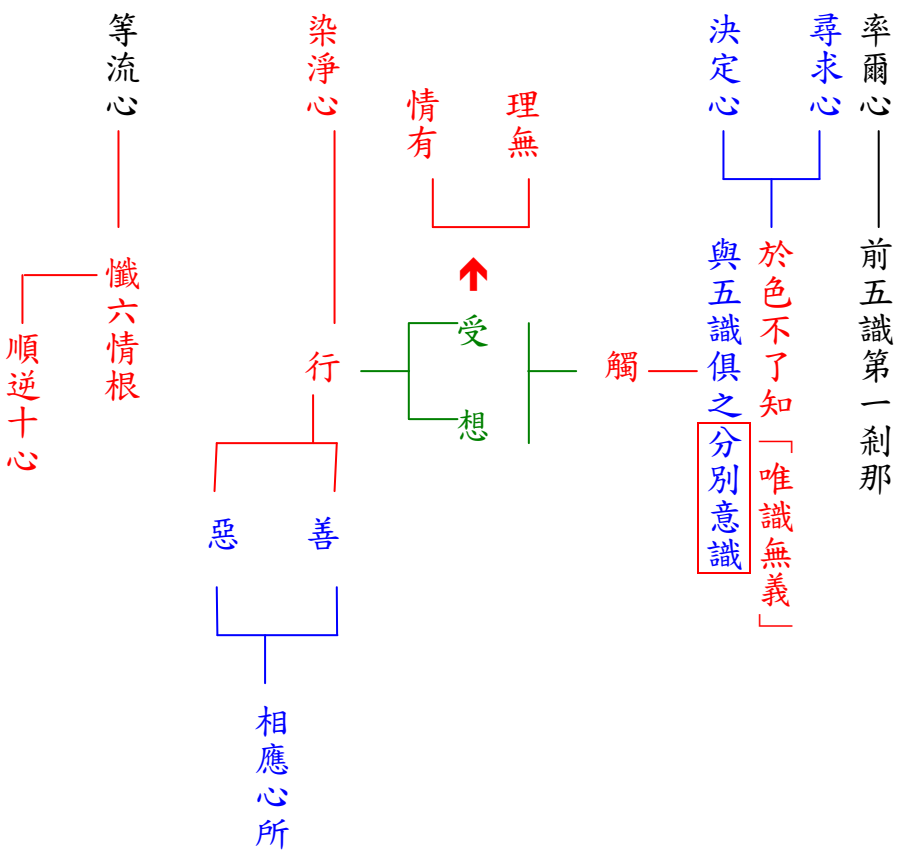 率爾心
前五識第一剎那
尋求心
決定心
於色不了知「唯識無義」
與五識俱之分別意識
觸
理無
情有
受
想
染淨心
行
善
惡
相應心所
等流心
懺六情根
順逆十心